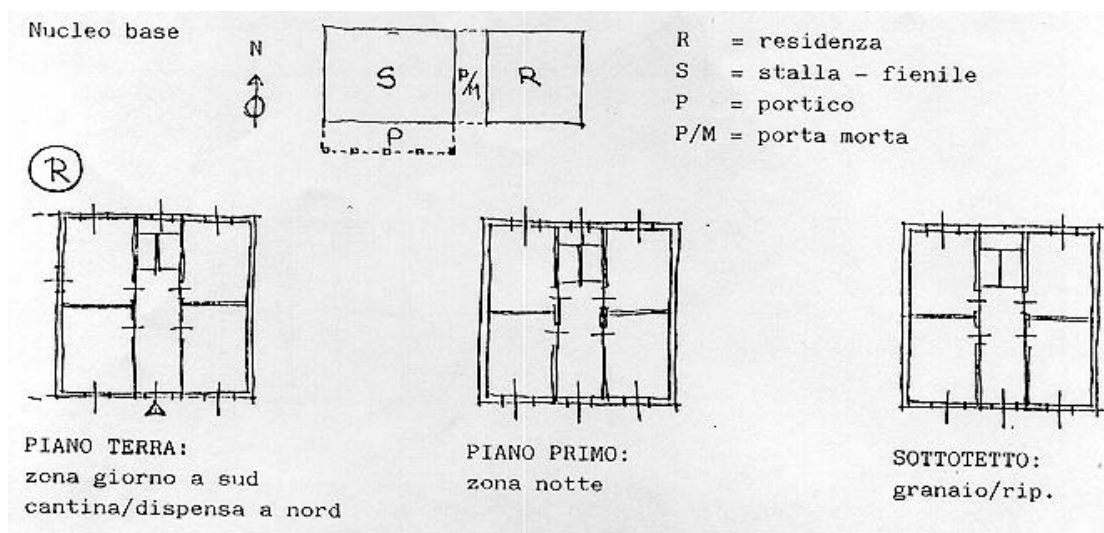 Nucleo base
N
S
P/M
R
P
R = residenza
S = stalla - fienile
P = portico
P/M = porta morta
R
PIANO TERRA:
zona giorno a sud
cantina/dispensa a nord
PIANO PRIMO:
zona notte
SOTTOTETTO:
granaio/rip.